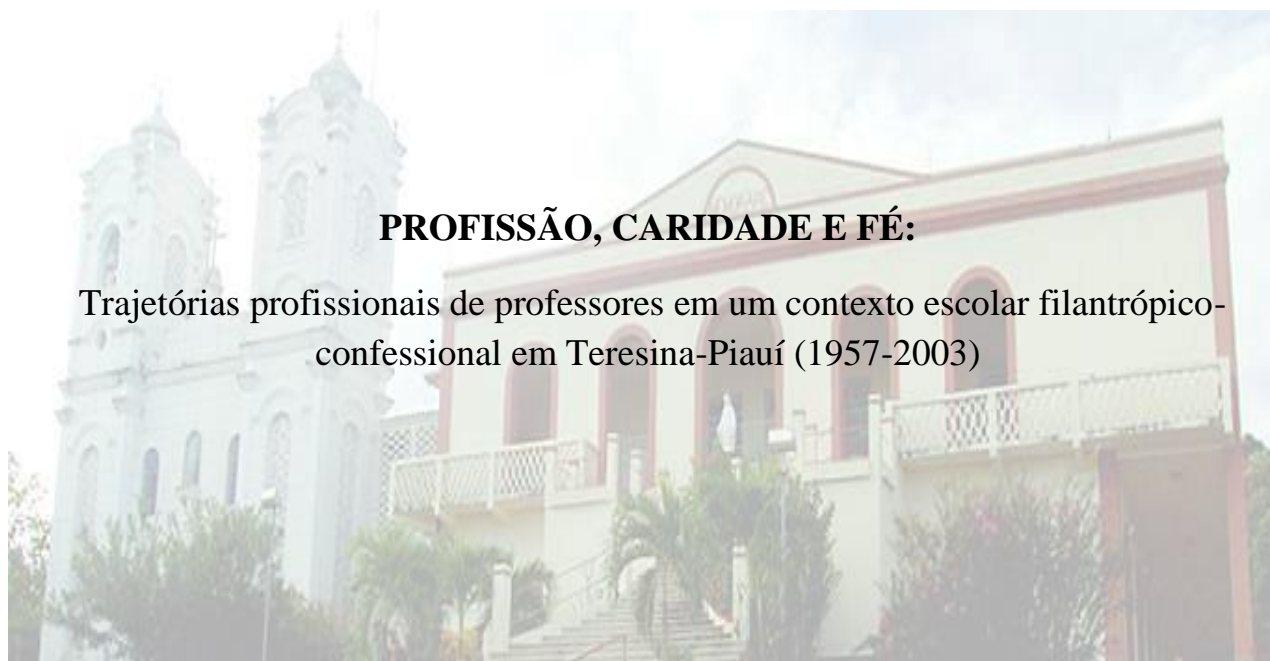 PROFISSÃO, CARIDADE E FÉ:
Trajetórias profissionais de professores em um contexto escolar filantrópico-
confessional em Teresina-Piauí (1957-2003)